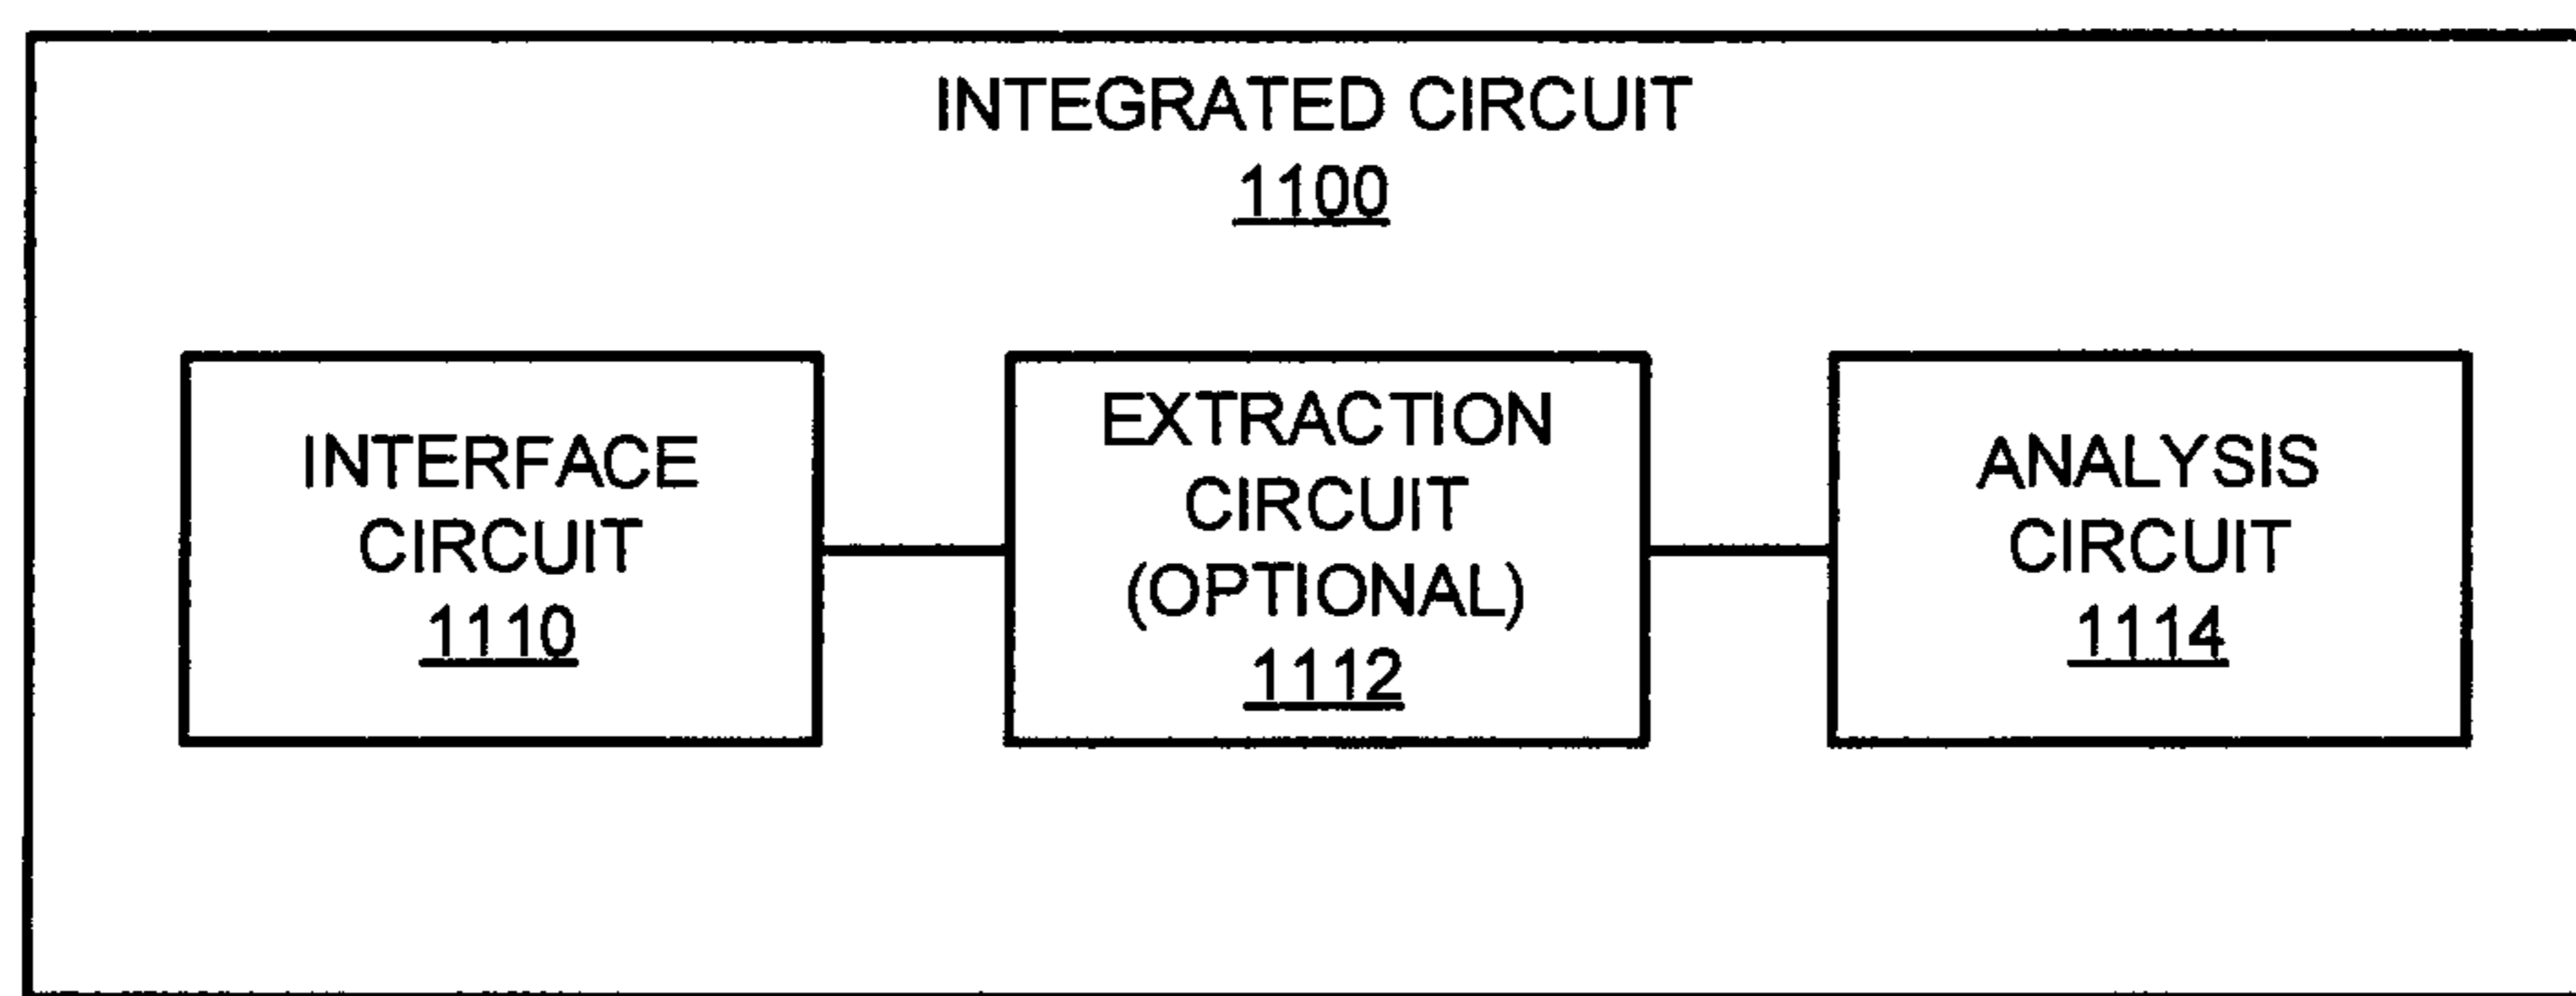 INTEGRATED CIRCUIT
1100
INTERFACE
CIRCUIT
1110
EXTRACTION
CIRCUIT
(OPTIONAL)
1112
ANALYSIS
CIRCUIT
1114